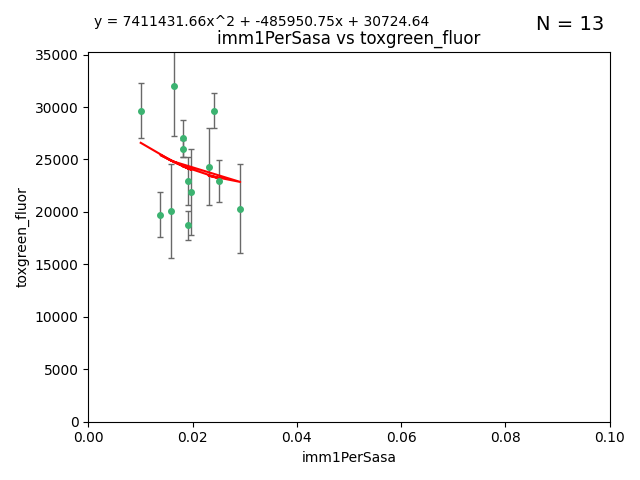 y = 7411431.66x^2 + -485950.75x + 30724.64
N = 13
imm1PerSasa vs toxgreen_fluor
35000
30000
25000
20000
15000
10000
5000
0
toxgreen_fluor
0.00 0.02 0.04 0.06 0.08 0.10
imm1PerSasa